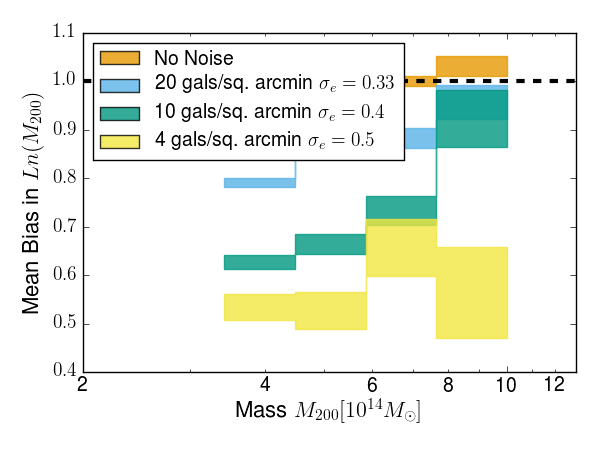 1.1
1.0
0.9
0.8
0.7
0.6
0.5
0.4
Mean Bias in Ln(M₂₀₀)
No Noise
20 gals/sq. arcmin σₑ = 0.33
10 gals/sq. arcmin σₑ = 0.4
4 gals/sq. arcmin σₑ = 0.5
2 4 6 8 10 12
Mass M₂₀₀[10¹⁴M⊙]